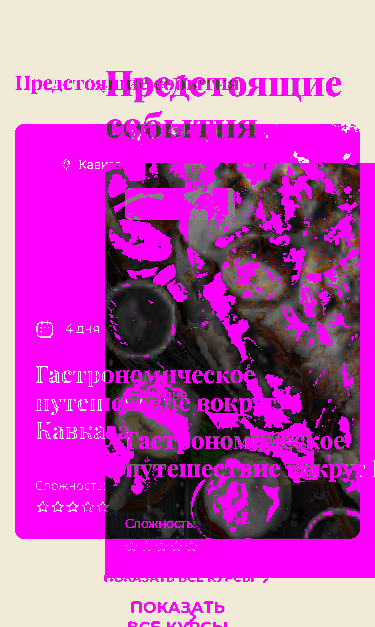 Предстоящие события
Предстоящие
события
4 дня
Гастрономическое
путешествие вокруг
Кавказа
Сложность:
Гастрономическое
путешествие вокруг
Сложность:
ПОКАЗАТЬ ВСЕ КУРСЫ
ПОКАЗАТЬ
ВСЕ КУРСЫ